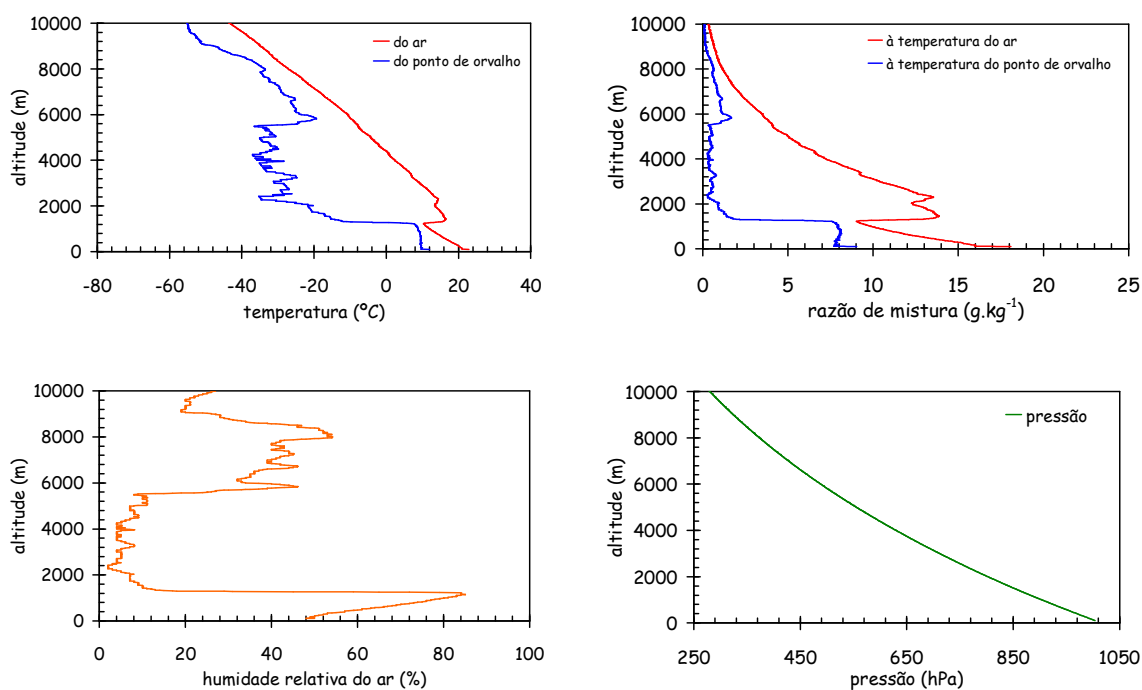 10000
8000
6000
4000
2000
0
altitude (m)
do ar
do ponto de orvalho
-80 -60 -40 -20 0 20 40
temperatura (ºC)
10000
8000
6000
4000
2000
0
altitude (m)
à temperatura do ar
à temperatura do ponto de orvalho
0 5 10 15 20 25
razão de mistura (g.kg⁻¹)
10000
8000
6000
4000
2000
0
altitude (m)
0 20 40 60 80 100
humidade relativa do ar (%)
10000
8000
6000
4000
2000
0
altitude (m)
pressão
250 450 650 850 1050
pressão (hPa)